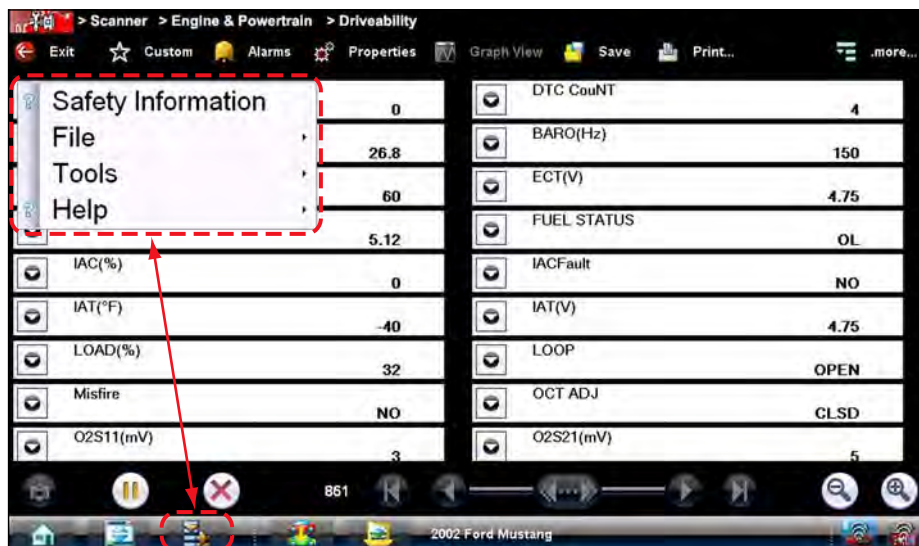 > Scanner > Engine & Powertrain > Driveability
Exit Custom Alarms Properties Graph View Save Print... .more...
Safety Information
File
Tools
Help
0
26.8
60
5.12
IAC(%) 0
IAT(°F) -40
LOAD(%) 32
Misfire NO
O2S11(mV) 3
DTC CouNT 4
BARO(Hz) 150
ECT(V) 4.75
FUEL STATUS OL
IACFault NO
IAT(V) 4.75
LOOP OPEN
OCT ADJ CLSD
O2S21(mV) 5
861
2002 Ford Mustang